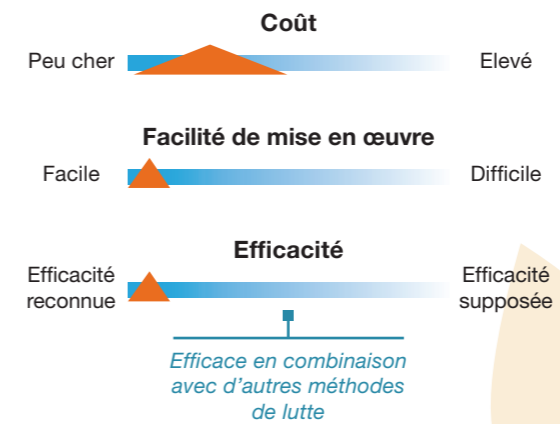 Coût
Peu cher
Elevé
Facilité de mise en œuvre
Facile
Difficile
Efficacité
Efficacité
reconnue
Efficacité
supposée
Efficace en combinaison
avec d'autres méthodes
de lutte